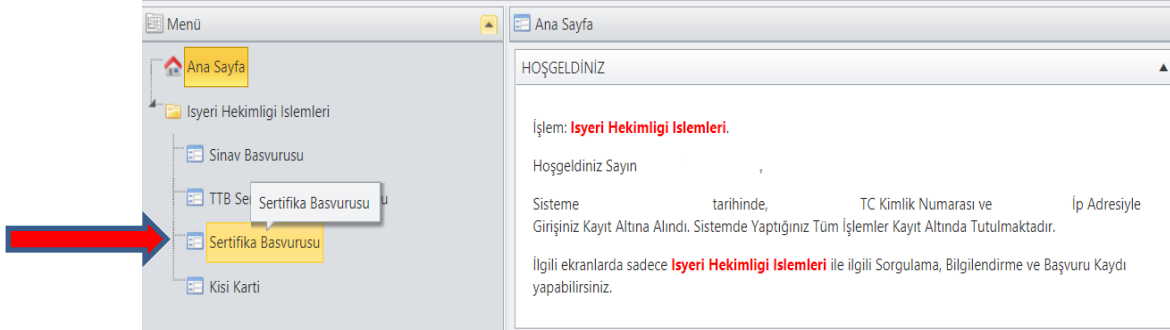 Menü
Ana Sayfa
Isyeri Hekimligi Islemleri
Sinav Basvurusu
TTB Se
u
Sertifika Basvurusu
Sertifika Basvurusu
Kisi Karti
Ana Sayfa
HOŞGELDİNİZ
İşlem: Isyeri Hekimligi Islemleri.
Hoşgeldiniz Sayın ,
Sisteme tarihinde, TC Kimlik Numarası ve İp Adresiyle
Girişiniz Kayıt Altına Alındı. Sistemde Yaptığınız Tüm İşlemler Kayıt Altında Tutulmaktadır.
İlgili ekranlarda sadece Isyeri Hekimligi Islemleri ile ilgili Sorgulama, Bilgilendirme ve Başvuru Kaydı
yapabilirsiniz.